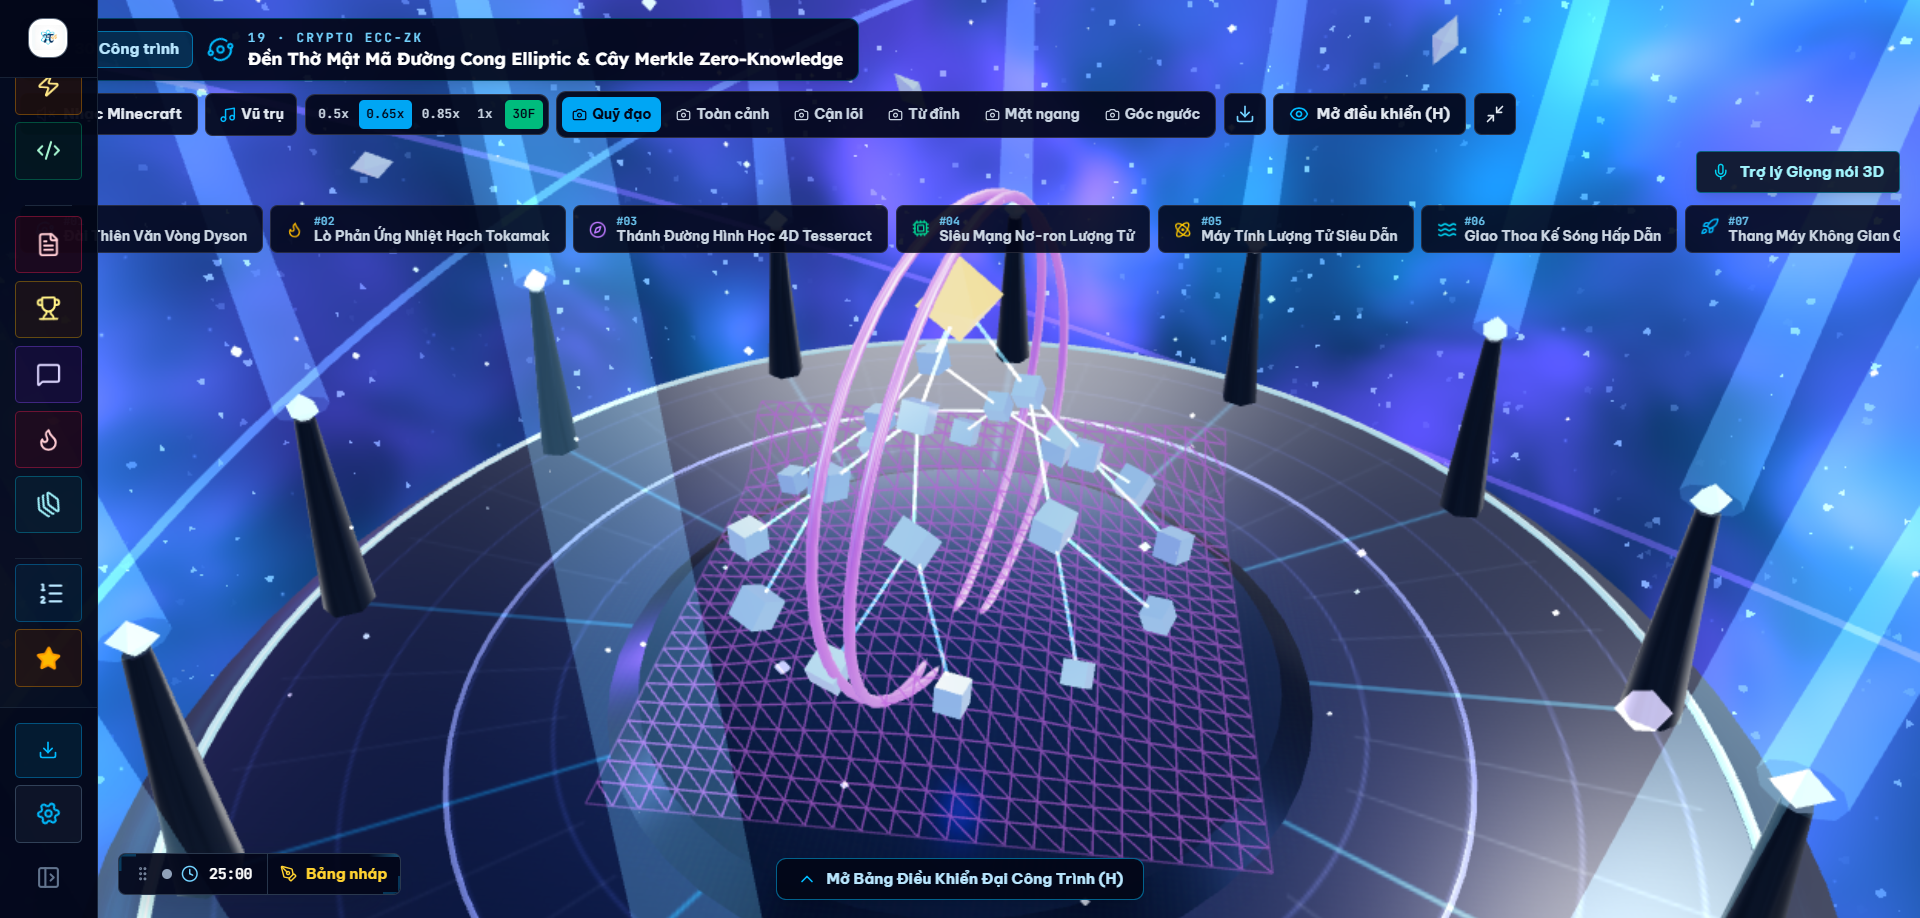 Công trình
19 · CRYPTO ECC-ZK
Đền Thờ Mật Mã Đường Cong Elliptic & Cây Merkle Zero-Knowledge
Minecraft
Vũ trụ
0.5x
0.65x
0.85x
1x
30F
Quỹ đạo
Toàn cảnh
Cận lõi
Từ đỉnh
Mặt ngang
Góc ngước
Mở điều khiển (H)
Trợ lý Giọng nói 3D
Thiên Văn Vòng Dyson
#02
Lò Phản Ứng Nhiệt Hạch Tokamak
#03
Thánh Đường Hình Học 4D Tesseract
#04
Siêu Mạng Nơ-ron Lượng Tử
#05
Máy Tính Lượng Tử Siêu Dẫn
#06
Giao Thoa Kế Sóng Hấp Dẫn
#07
Thang Máy Không Gian
25:00
Bảng nháp
Mở Bảng Điều Khiển Đại Công Trình (H)